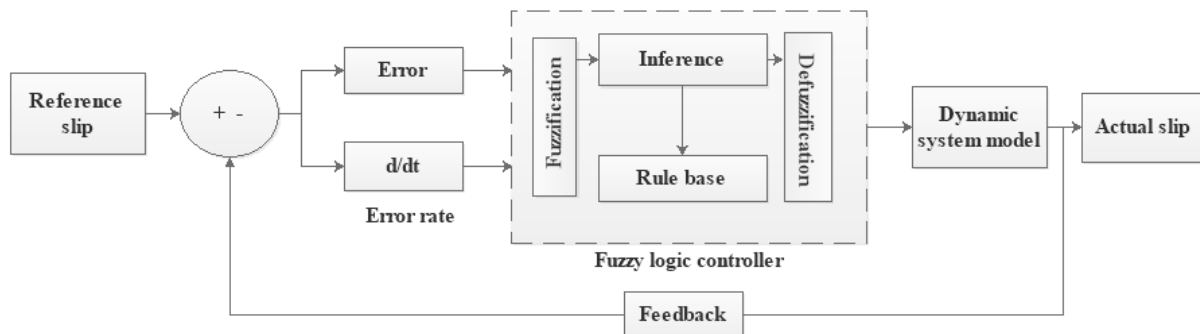 Reference
slip
+ -
Error
d/dt
Error rate
Fuzzification
Inference
Rule base
Defuzzification
Fuzzy logic controller
Dynamic
system model
Actual slip
Feedback